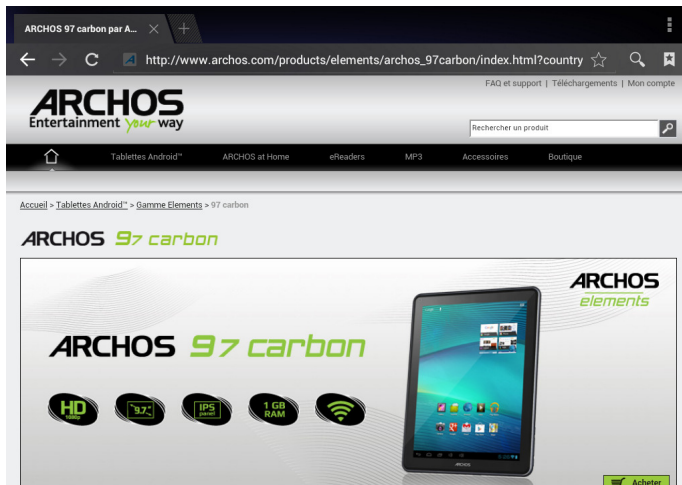 ARCHOS 97 carbon par A...
http://www.archos.com/products/elements/archos_97carbon/index.html?country
FAQ et support | Téléchargements | Mon compte
ARCHOS
Entertainment your way
Rechercher un produit
Tablettes Android™ ARCHOS at Home eReaders MP3 Accessoires Boutique
Accueil > Tablettes Android™ > Gamme Elements > 97 carbon
ARCHOS 97 carbon
ARCHOS
elements
ARCHOS 97 carbon
HD
1080p
9.7"
IPS
panel
1 GB
RAM
ARCHOS
Acheter